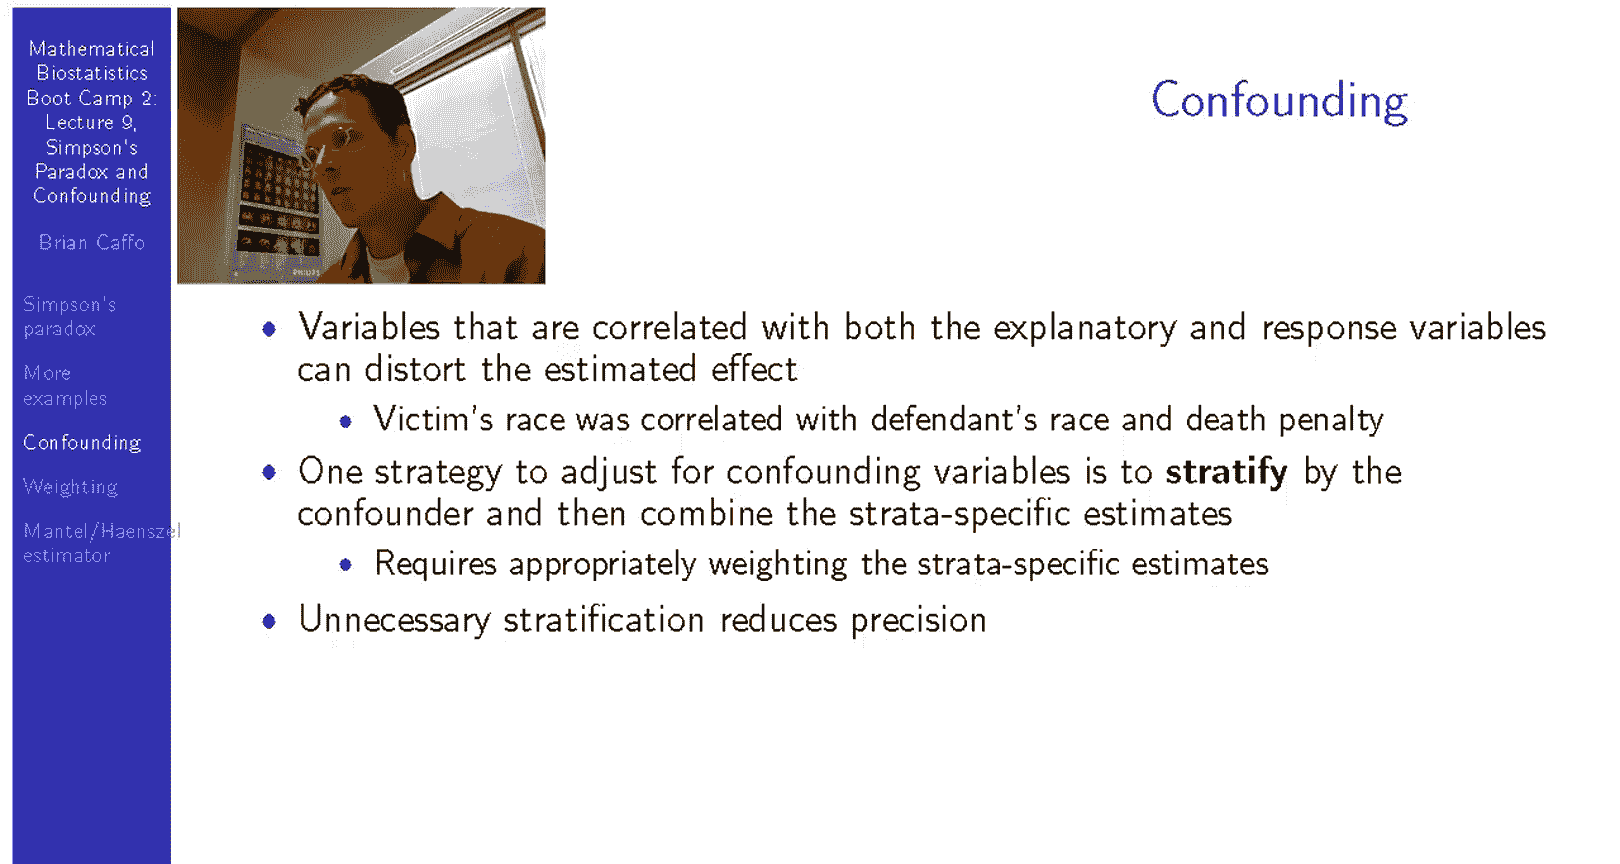 Mathematical
Biostatistics
Boot Camp 2:
Lecture 9,
Simpson's
Paradox and
Confounding
Brian Caffo
Simpson's
paradox
More
examples
Confounding
Weighting
Mantel/Haenszel
estimator
Confounding
Variables that are correlated with both the explanatory and response variables
can distort the estimated effect
Victim's race was correlated with defendant's race and death penalty
One strategy to adjust for confounding variables is to stratify by the
confounder and then combine the strata-specific estimates
Requires appropriately weighting the strata-specific estimates
Unnecessary stratification reduces precision